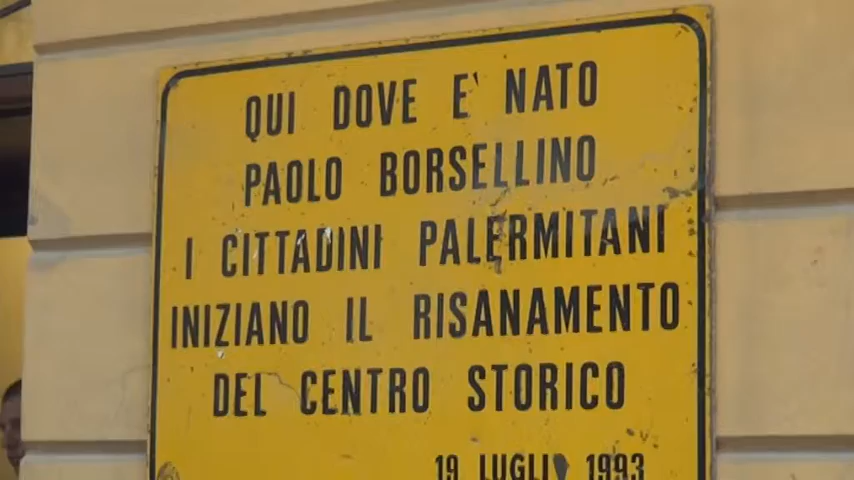 QUI DOVE E' NATO
PAOLO BORSELLINO
I CITTADINI PALERMITANI
INIZIANO IL RISANAMENTO
DEL CENTRO STORICO
19 LUGLIO 1993